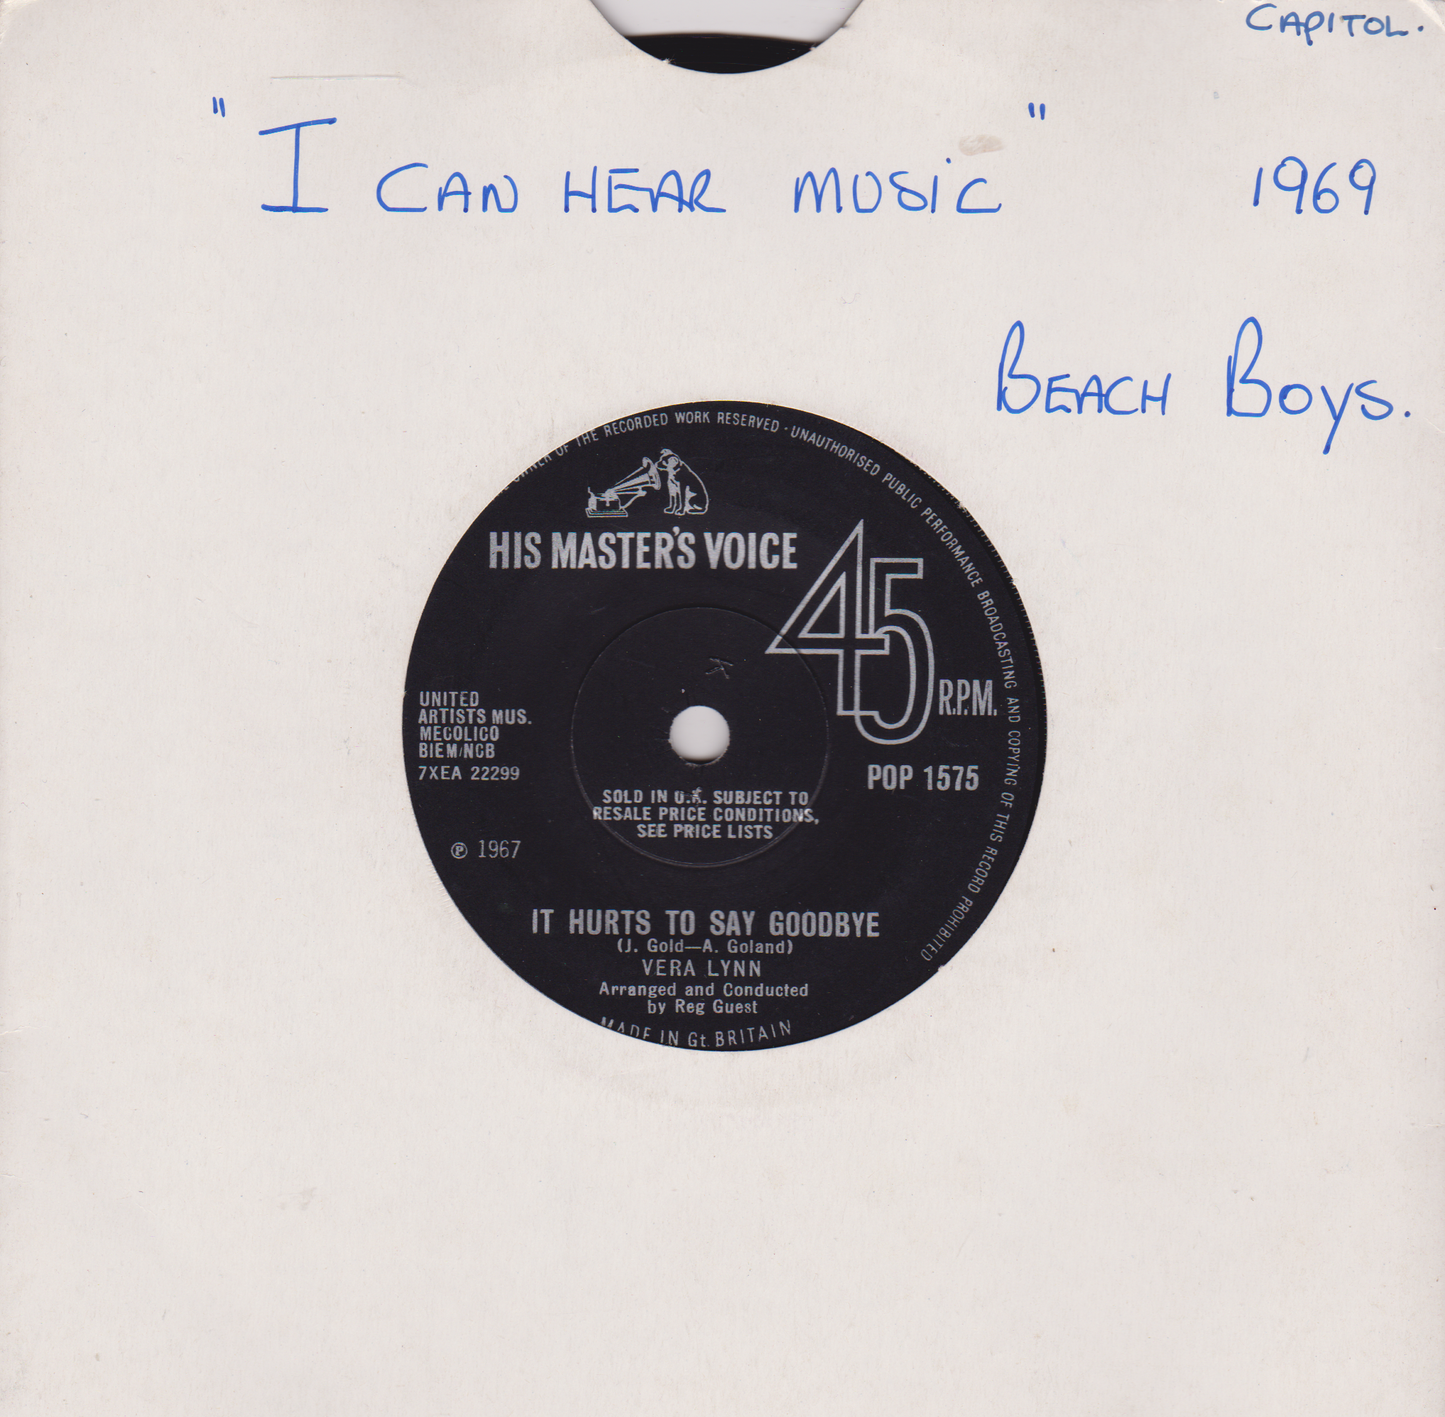 CAPITOL.
"I CAN HEAR MUSIC" 1969
BEACH BOYS.
OWNER OF THE RECORDED WORK RESERVED · UNAUTHORISED PUBLIC PERFORMANCE BROADCASTING AND COPYING OF THIS RECORD PROHIBITED
HIS MASTER'S VOICE
45 R.P.M.
UNITED
ARTISTS MUS.
MECOLICO
BIEM/NCB
7XEA 22299
POP 1575
SOLD IN U.K. SUBJECT TO
RESALE PRICE CONDITIONS,
SEE PRICE LISTS
℗ 1967
IT HURTS TO SAY GOODBYE
(J. Gold—A. Goland)
VERA LYNN
Arranged and Conducted
by Reg Guest
MADE IN Gt. BRITAIN